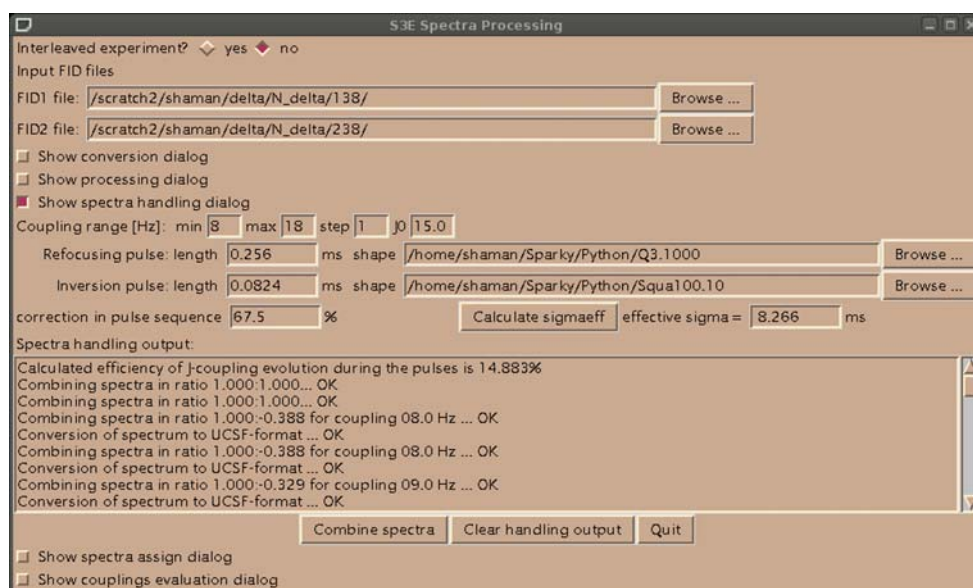 S3E Spectra Processing
Interleaved experiment? yes no
Input FID files
FID1 file: /scratch2/shaman/delta/N_delta/138/ Browse ...
FID2 file: /scratch2/shaman/delta/N_delta/238/ Browse ...
Show conversion dialog
Show processing dialog
Show spectra handling dialog
Coupling range [Hz]: min 8 max 18 step 1 J0 15.0
Refocusing pulse: length 0.256 ms shape /home/shaman/Sparky/Python/Q3.1000 Browse ...
Inversion pulse: length 0.0824 ms shape /home/shaman/Sparky/Python/Squa100.10 Browse ...
correction in pulse sequence 67.5 % Calculate sigmaeff effective sigma = 8.266 ms
Spectra handling output:
Calculated efficiency of J-coupling evolution during the pulses is 14.883%
Combining spectra in ratio 1.000:1.000... OK
Combining spectra in ratio 1.000:1.000... OK
Combining spectra in ratio 1.000:-0.388 for coupling 08.0 Hz ... OK
Conversion of spectrum to UCSF-format ... OK
Combining spectra in ratio 1.000:-0.388 for coupling 08.0 Hz ... OK
Conversion of spectrum to UCSF-format ... OK
Combining spectra in ratio 1.000:-0.329 for coupling 09.0 Hz ... OK
Conversion of spectrum to UCSF-format ... OK
Combine spectra Clear handling output Quit
Show spectra assign dialog
Show couplings evaluation dialog